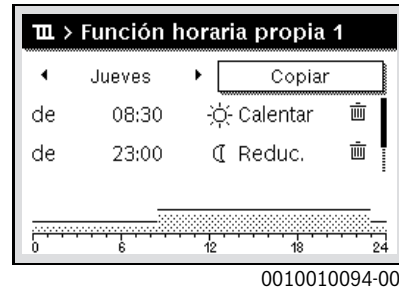 > Función horaria propia 1
Jueves Copiar
de 08:30 Calentar
de 23:00 Reduc.
0 6 12 18 24
0010010094-00